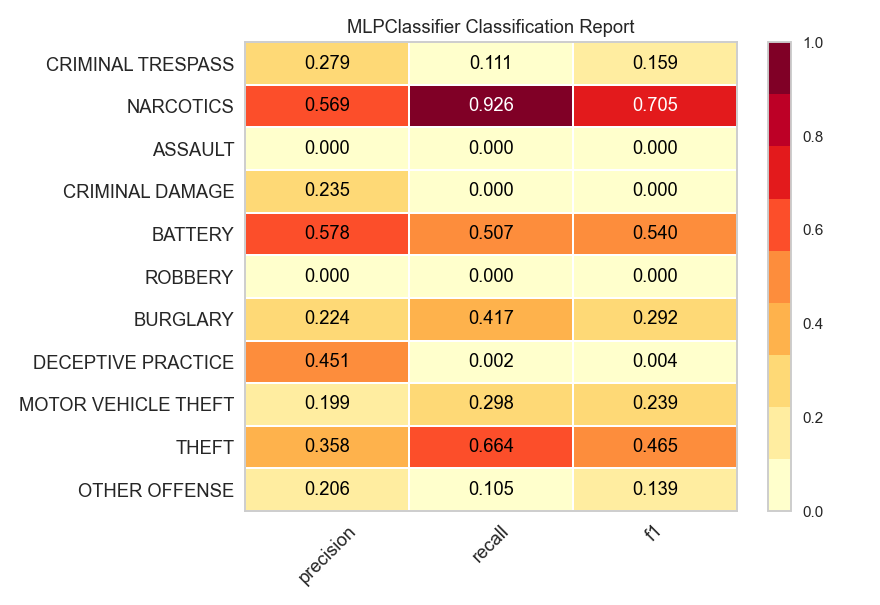 MLPClassifier Classification Report
CRIMINAL TRESPASS 0.279 0.111 0.159
NARCOTICS 0.569 0.926 0.705
ASSAULT 0.000 0.000 0.000
CRIMINAL DAMAGE 0.235 0.000 0.000
BATTERY 0.578 0.507 0.540
ROBBERY 0.000 0.000 0.000
BURGLARY 0.224 0.417 0.292
DECEPTIVE PRACTICE 0.451 0.002 0.004
MOTOR VEHICLE THEFT 0.199 0.298 0.239
THEFT 0.358 0.664 0.465
OTHER OFFENSE 0.206 0.105 0.139
precision recall f1
1.0
0.8
0.6
0.4
0.2
0.0